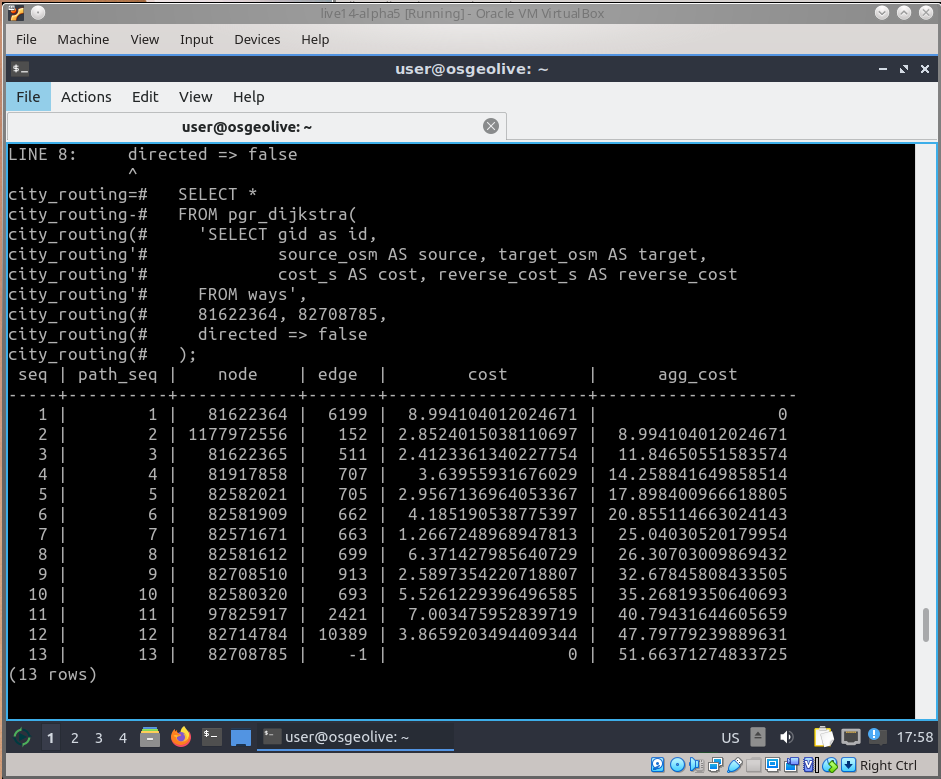 live14-alpha5 [Running] - Oracle VM VirtualBox
File Machine View Input Devices Help
user@osgeolive: ~
File Actions Edit View Help
user@osgeolive: ~
LINE 8:     directed => false
            ^
city_routing=#   SELECT *
city_routing-#   FROM pgr_dijkstra(
city_routing(#     'SELECT gid as id,
city_routing'#             source_osm AS source, target_osm AS target,
city_routing'#             cost_s AS cost, reverse_cost_s AS reverse_cost
city_routing'#     FROM ways',
city_routing(#     81622364, 82708785,
city_routing(#     directed => false
city_routing(#   );
 seq | path_seq |    node    | edge  |        cost        |      agg_cost
-----+----------+------------+-------+--------------------+--------------------
   1 |        1 |   81622364 |  6199 |  8.994104012024671 |                  0
   2 |        2 | 1177972556 |   152 | 2.8524015038110697 |  8.994104012024671
   3 |        3 |   81622365 |   511 | 2.4123361340227754 |  11.84650551583574
   4 |        4 |   81917858 |   707 |   3.63955931676029 | 14.258841649858514
   5 |        5 |   82582021 |   705 | 2.9567136964053367 | 17.898400966618805
   6 |        6 |   82581909 |   662 |  4.185190538775397 | 20.855114663024143
   7 |        7 |   82571671 |   663 | 1.2667248968947813 |  25.04030520179954
   8 |        8 |   82581612 |   699 |  6.371427985640729 |  26.30703009869432
   9 |        9 |   82708510 |   913 | 2.5897354220718807 |  32.67845808433505
  10 |       10 |   82580320 |   693 | 5.5261229396496585 |  35.26819350640693
  11 |       11 |   97825917 |  2421 |  7.003475952839719 |  40.79431644605659
  12 |       12 |   82714784 | 10389 | 3.8659203494409344 |  47.79779239889631
  13 |       13 |   82708785 |    -1 |                  0 |  51.66371274833725
(13 rows)
1 2 3 4 user@osgeolive: ~ US 17:58
Right Ctrl